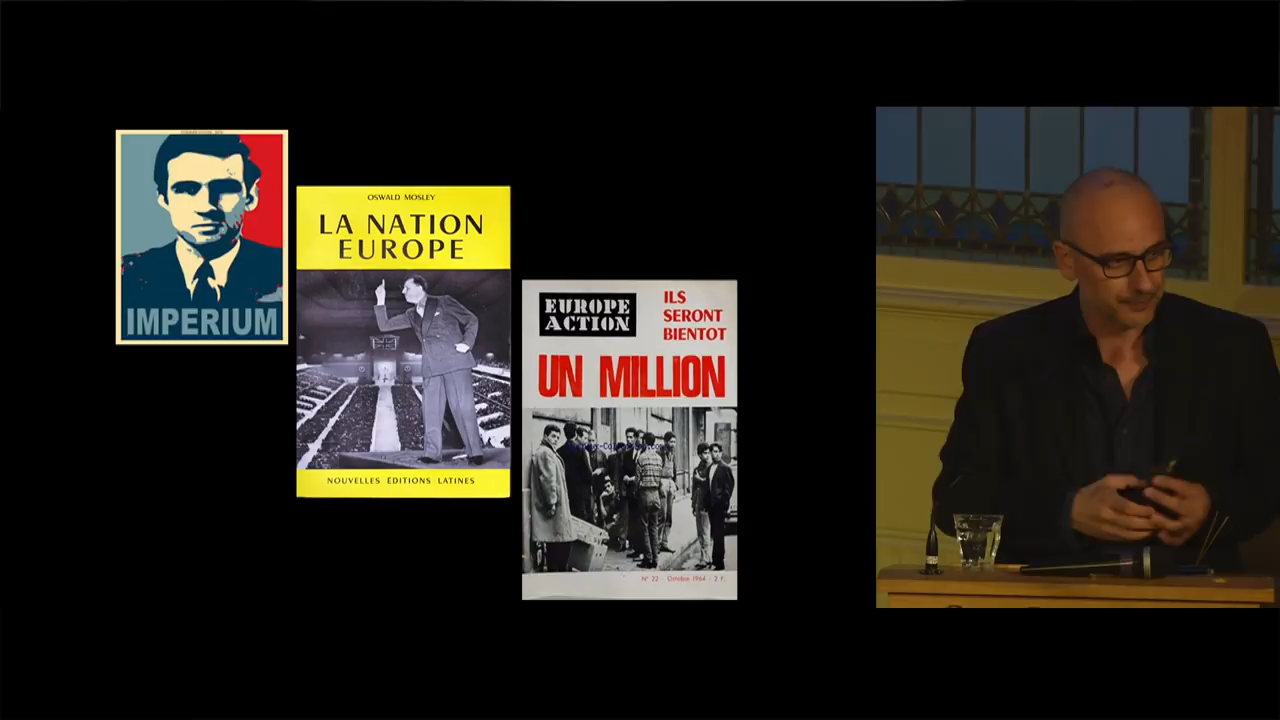 IMPERIUM
OSWALD MOSLEY
LA NATION
EUROPE
NOUVELLES ÉDITIONS LATINES
EUROPE
ACTION
ILS
SERONT
BIENTOT
UN MILLION
N° 22 - Octobre 1964 - 2 F.